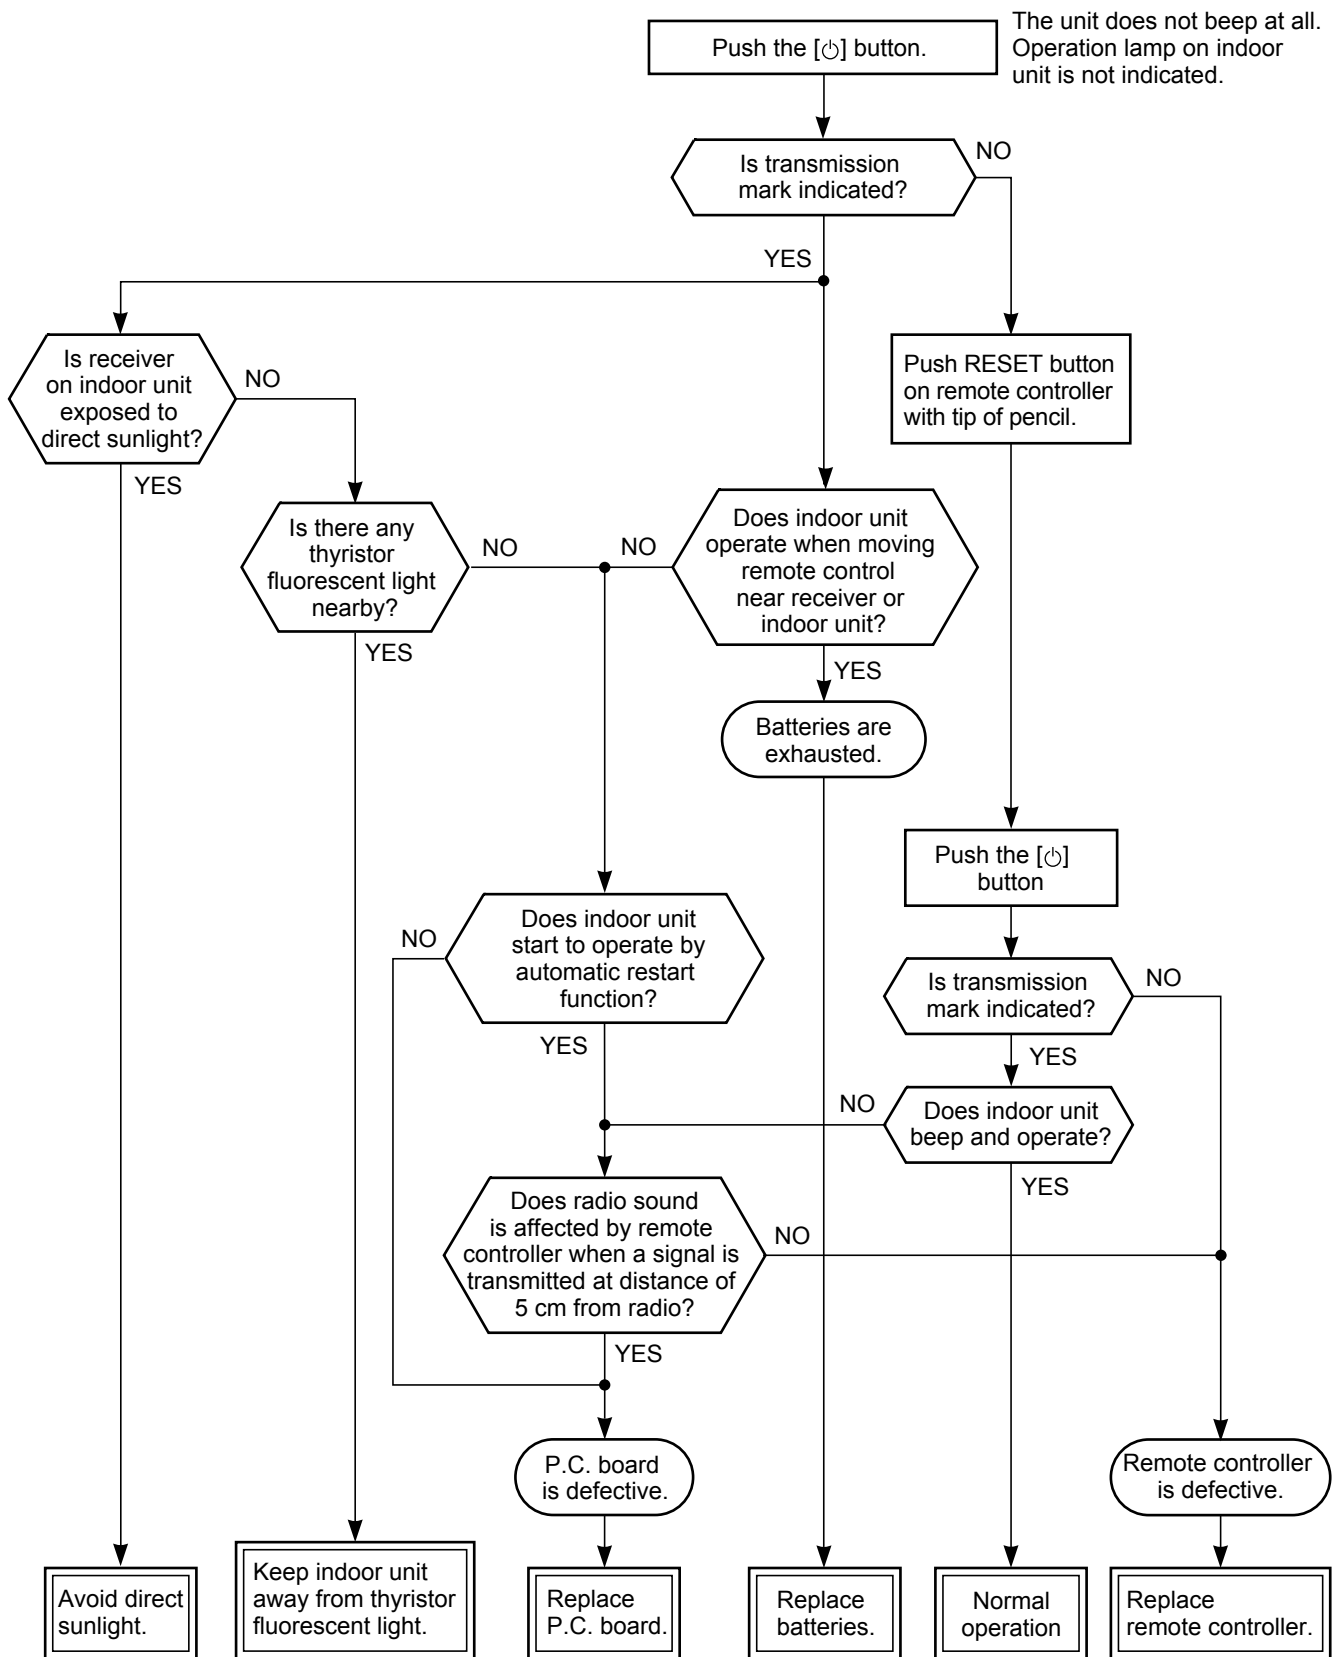 Push the [⏻] button.
The unit does not beep at all.
Operation lamp on indoor
unit is not indicated.
Is transmission
mark indicated?
NO
YES
Is receiver
on indoor unit
exposed to
direct sunlight?
NO
YES
Push RESET button
on remote controller
with tip of pencil.
Is there any
thyristor
fluorescent light
nearby?
NO
YES
NO
Does indoor unit
operate when moving
remote control
near receiver or
indoor unit?
YES
Batteries are
exhausted.
Push the [⏻]
button
Does indoor unit
start to operate by
automatic restart
function?
NO
YES
Is transmission
mark indicated?
NO
YES
NO
Does indoor unit
beep and operate?
YES
Does radio sound
is affected by remote
controller when a signal is
transmitted at distance of
5 cm from radio?
NO
YES
P.C. board
is defective.
Remote controller
is defective.
Avoid direct
sunlight.
Keep indoor unit
away from thyristor
fluorescent light.
Replace
P.C. board.
Replace
batteries.
Normal
operation
Replace
remote controller.